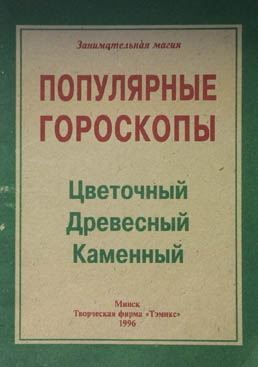 Занимательная магия
ПОПУЛЯРНЫЕ
ГОРОСКОПЫ
Цветочный
Древесный
Каменный
Минск
Творческая фирма «Тэмикс»
1996